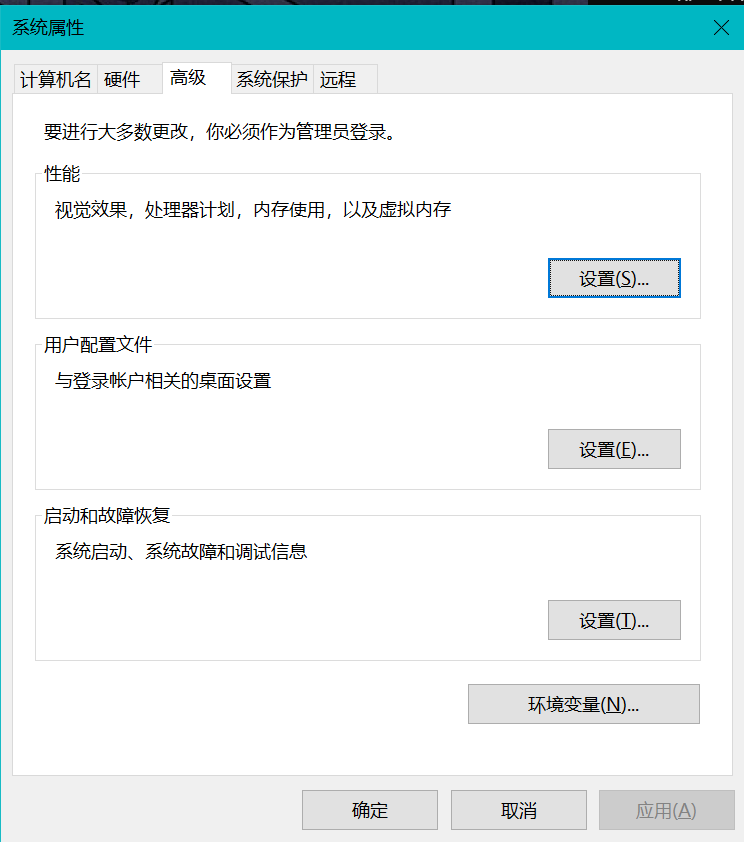 系统属性
计算机名 硬件 高级 系统保护 远程
要进行大多数更改，你必须作为管理员登录。
性能
视觉效果，处理器计划，内存使用，以及虚拟内存
设置(S)...
用户配置文件
与登录帐户相关的桌面设置
设置(E)...
启动和故障恢复
系统启动、系统故障和调试信息
设置(T)...
环境变量(N)...
确定 取消 应用(A)